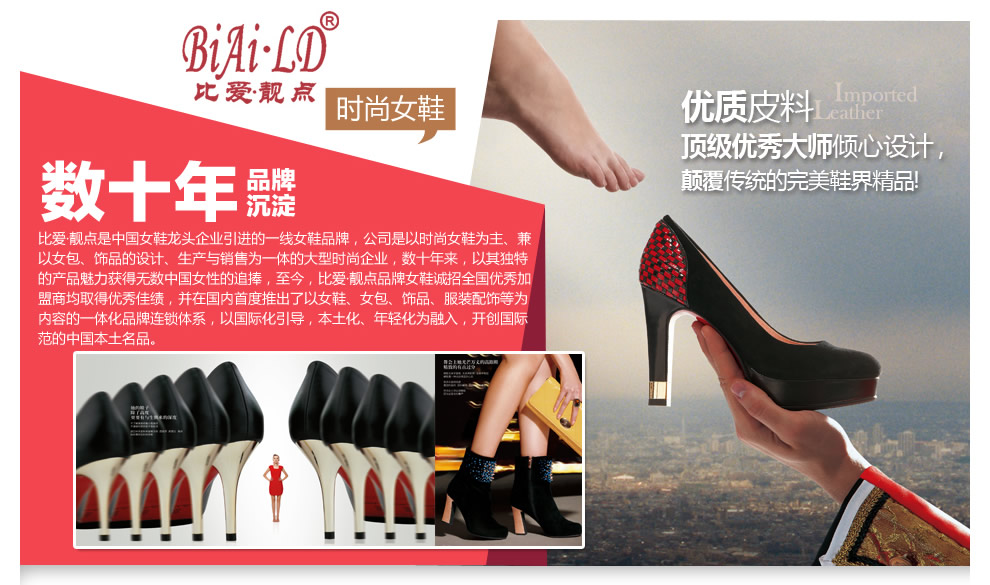 BiAi·LD®
比爱·靓点
时尚女鞋
数十年 品牌
沉淀
比爱·靓点是中国女鞋龙头企业引进的一线女鞋品牌，公司是以时尚女鞋为主、兼
以女包、饰品的设计、生产与销售为一体的大型时尚企业，数十年来，以其独特
的产品魅力获得无数中国女性的追捧，至今，比爱·靓点品牌女鞋诚招全国优秀加
盟商均取得优秀佳绩，并在国内首度推出了以女鞋、女包、饰品、服装配饰等为
内容的一体化品牌连锁体系，以国际化引导，本土化、年轻化为融入，开创国际
范的中国本土名品。
优质皮料
Imported
Leather
顶级优秀大师倾心设计，
颠覆传统的完美鞋界精品!